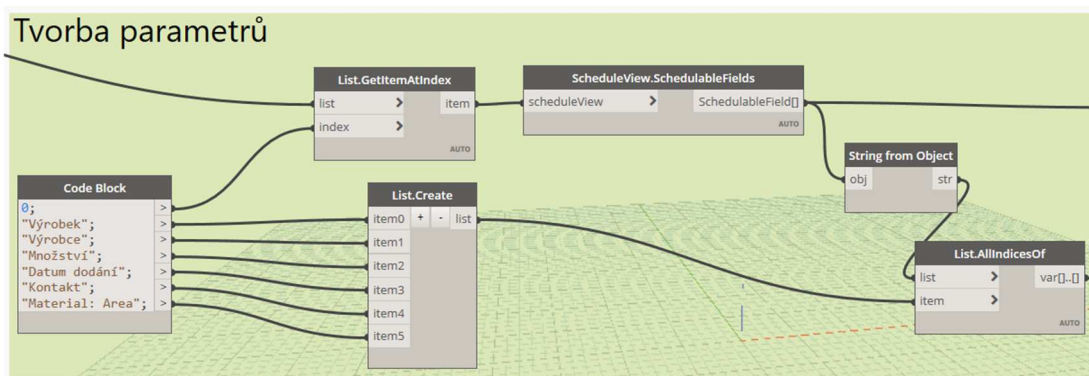 Tvorba parametrů
List.GetItemAtIndex
list > item
index >
AUTO
ScheduleView.SchedulableFields
scheduleView > SchedulableField[]
AUTO
String from Object
obj str
Code Block
0; >
"Výrobek"; >
"Výrobce"; >
"Množství"; >
"Datum dodání"; >
"Kontakt"; >
"Material: Area"; >
List.Create
item0 + - list
item1
item2
item3
item4
item5
List.AllIndicesOf
list > var[]..[]
item >
AUTO